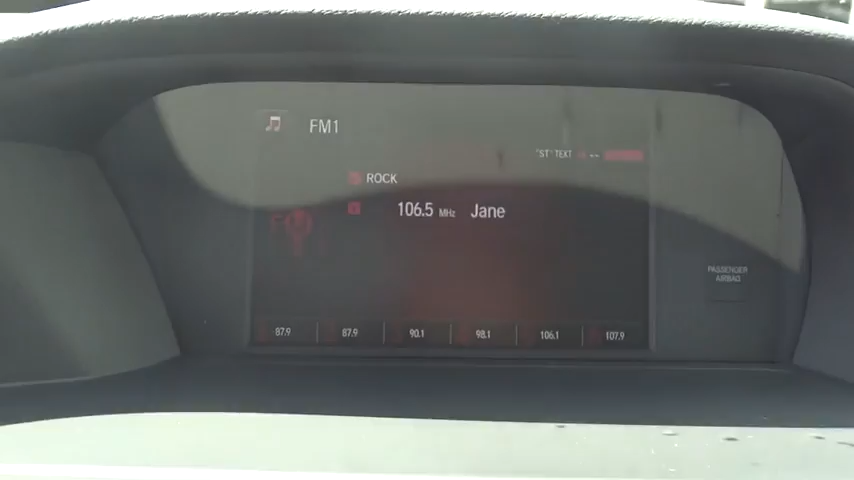 FM1
"ST" TEXT
ROCK
106.5 MHz Jane
PASSENGER
AIRBAG
87.9 87.9 90.1 98.1 106.1 107.9